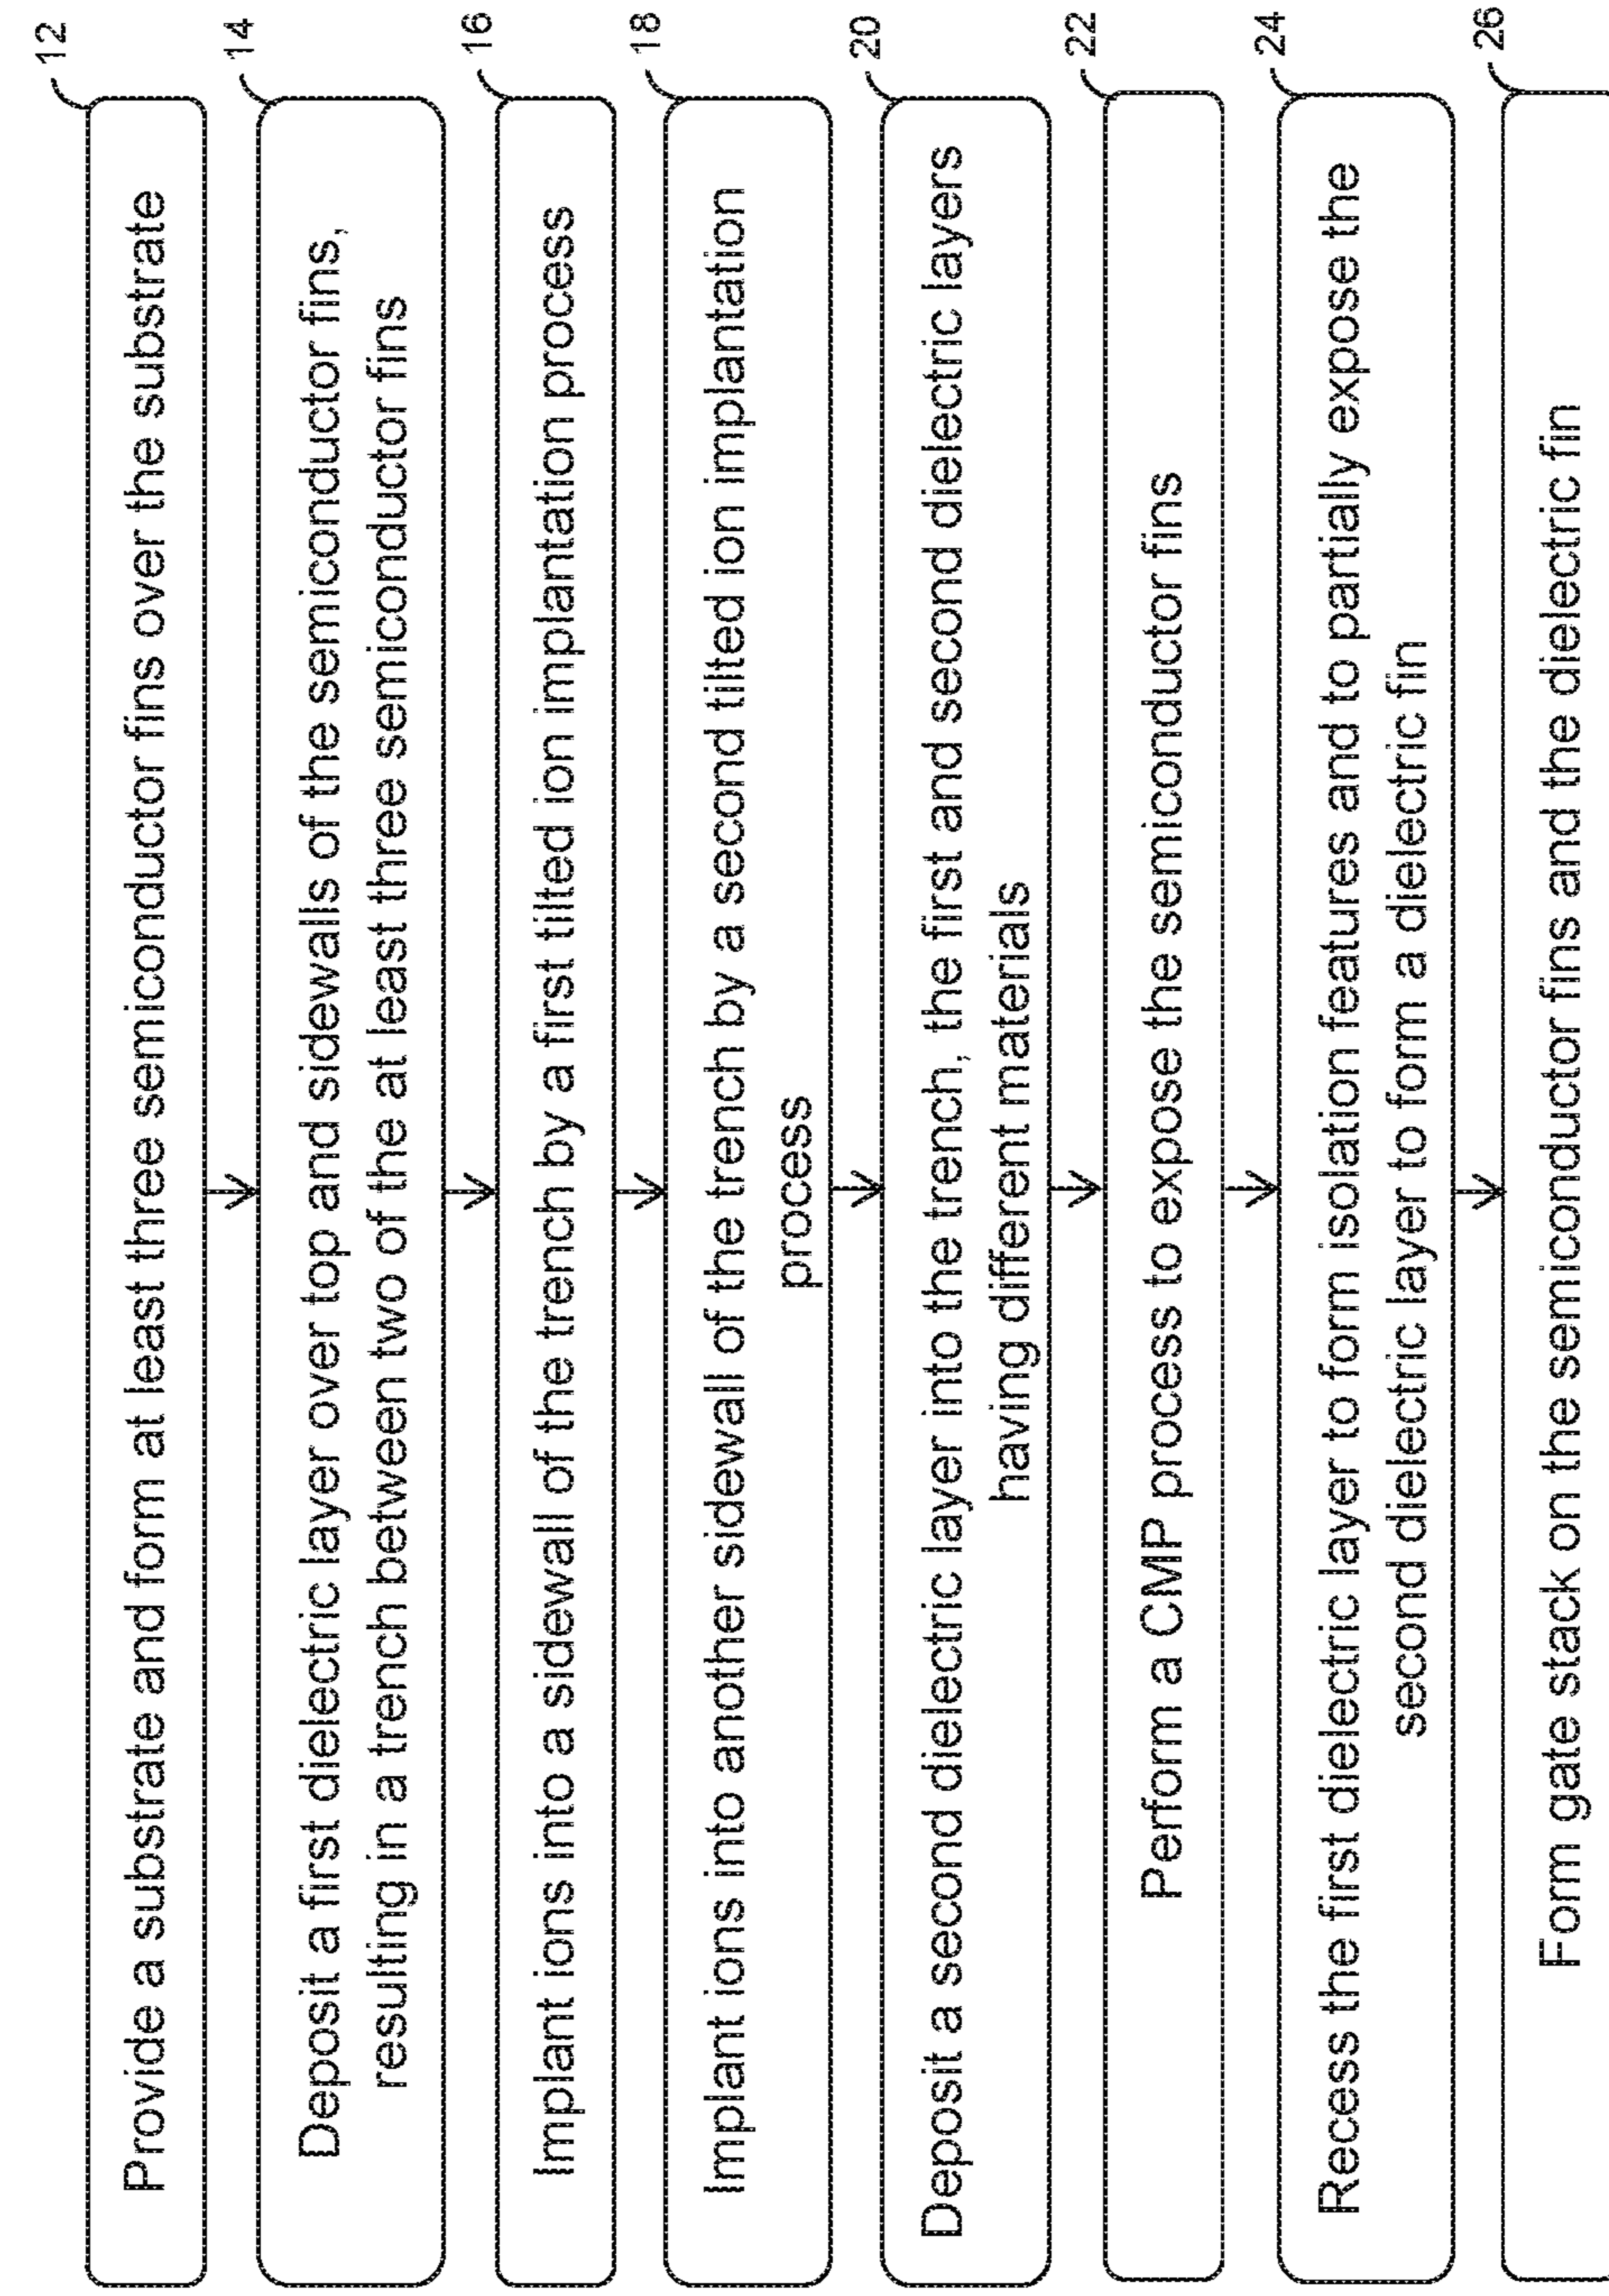 12
Provide a substrate and form at least three semiconductor fins over the substrate
14
Deposit a first dielectric layer over top and sidewalls of the semiconductor fins,
resulting in a trench between two of the at least three semiconductor fins
16
Implant ions into a sidewall of the trench by a first tilted ion implantation process
18
Implant ions into another sidewall of the trench by a second tilted ion implantation
process
20
Deposit a second dielectric layer into the trench, the first and second dielectric layers
having different materials
22
Perform a CMP process to expose the semiconductor fins
24
Recess the first dielectric layer to form isolation features and to partially expose the
second dielectric layer to form a dielectric fin
26
Form gate stack on the semiconductor fins and the dielectric fin